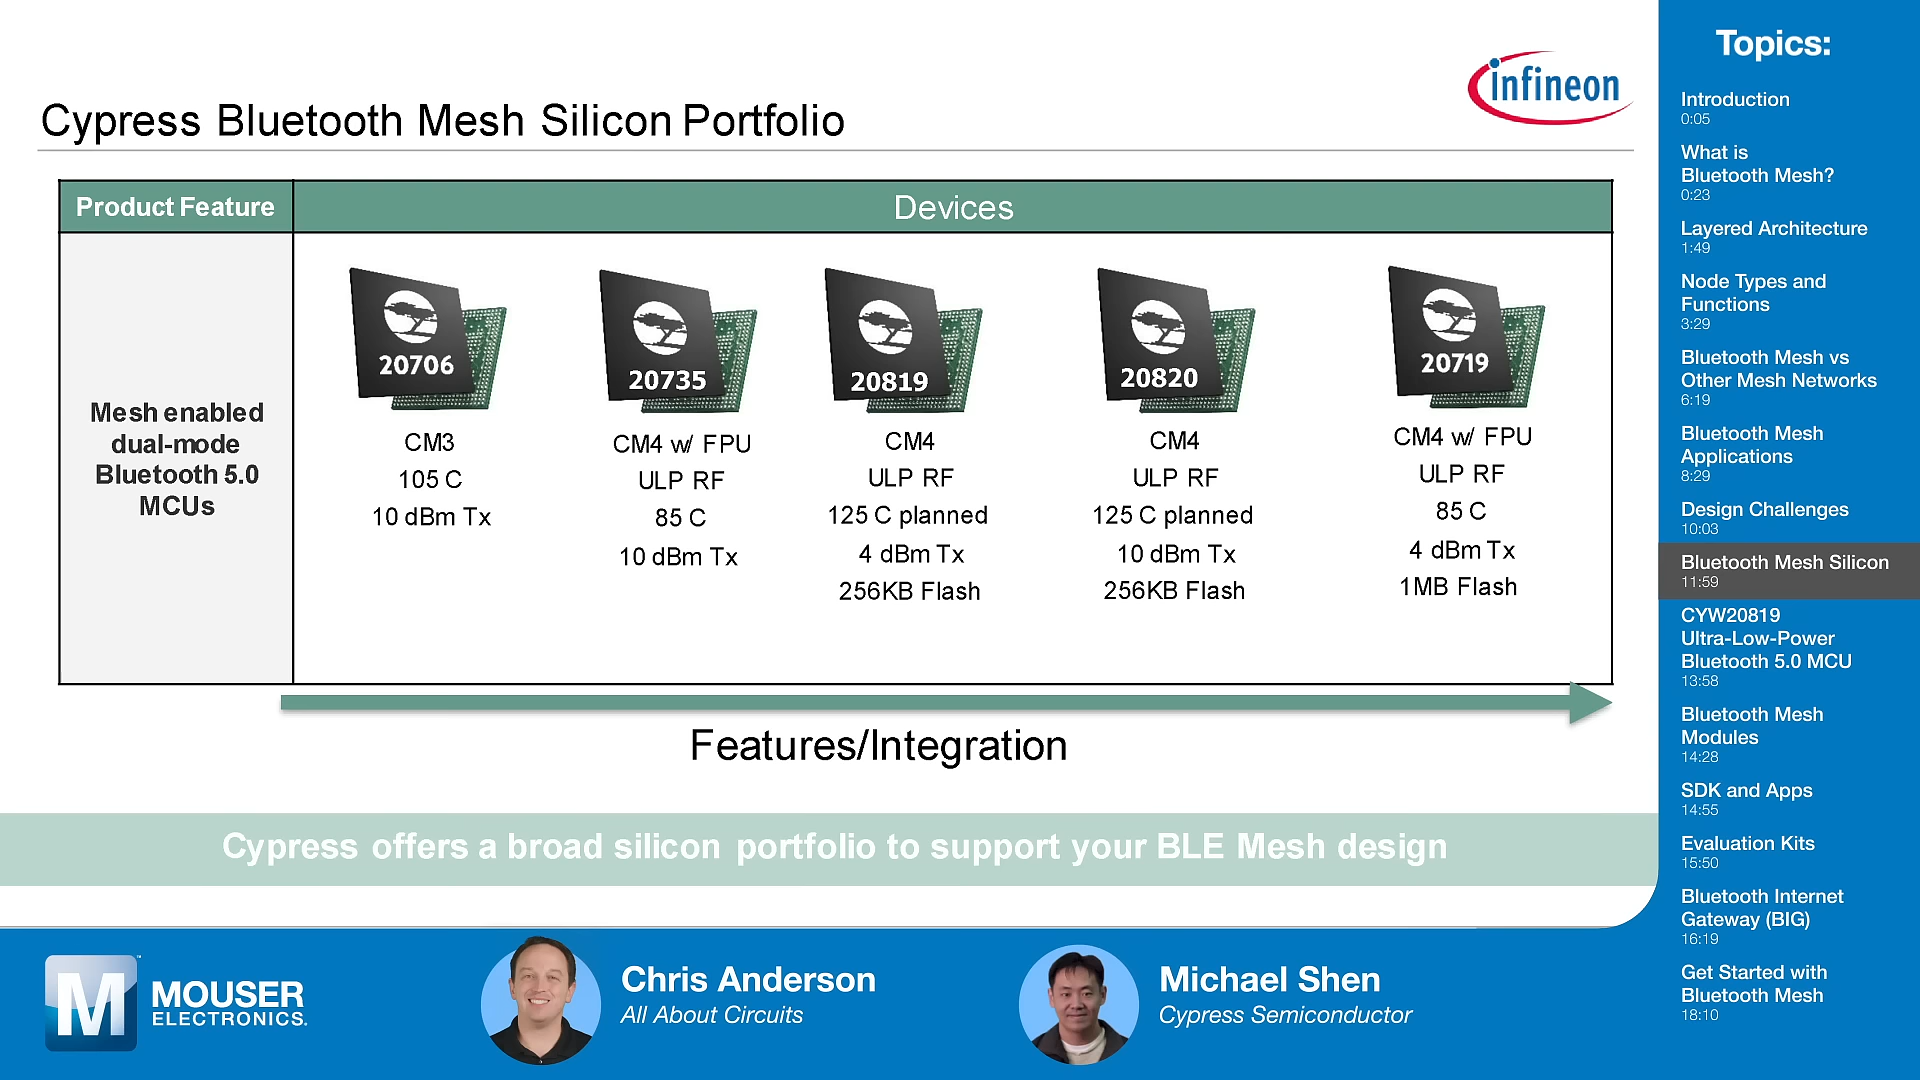 infineon
Cypress Bluetooth Mesh Silicon Portfolio
Product Feature
Devices
Mesh enabled
dual-mode
Bluetooth 5.0
MCUs
20706
CM3
105 C
10 dBm Tx
20735
CM4 w/ FPU
ULP RF
85 C
10 dBm Tx
20819
CM4
ULP RF
125 C planned
4 dBm Tx
256KB Flash
20820
CM4
ULP RF
125 C planned
10 dBm Tx
256KB Flash
20719
CM4 w/ FPU
ULP RF
85 C
4 dBm Tx
1MB Flash
Features/Integration
Cypress offers a broad silicon portfolio to support your BLE Mesh design
M
MOUSER
ELECTRONICS.
Chris Anderson
All About Circuits
Michael Shen
Cypress Semiconductor
Topics:
Introduction
0:05
What is
Bluetooth Mesh?
0:23
Layered Architecture
1:49
Node Types and
Functions
3:29
Bluetooth Mesh vs
Other Mesh Networks
6:19
Bluetooth Mesh
Applications
8:29
Design Challenges
10:03
Bluetooth Mesh Silicon
11:59
CYW20819
Ultra-Low-Power
Bluetooth 5.0 MCU
13:58
Bluetooth Mesh
Modules
14:28
SDK and Apps
14:55
Evaluation Kits
15:50
Bluetooth Internet
Gateway (BIG)
16:19
Get Started with
Bluetooth Mesh
18:10